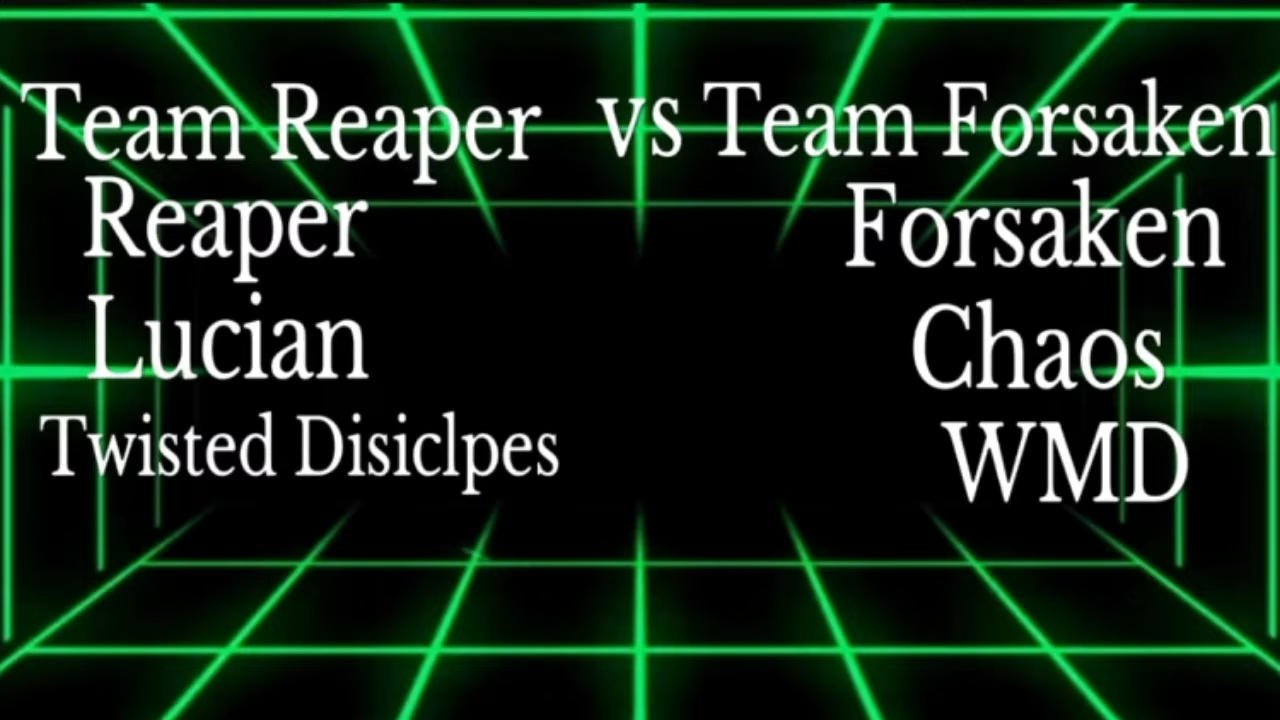 Team Reaper vs Team Forsaken
Reaper
Forsaken
Lucian
Chaos
Twisted Disiclpes
WMD